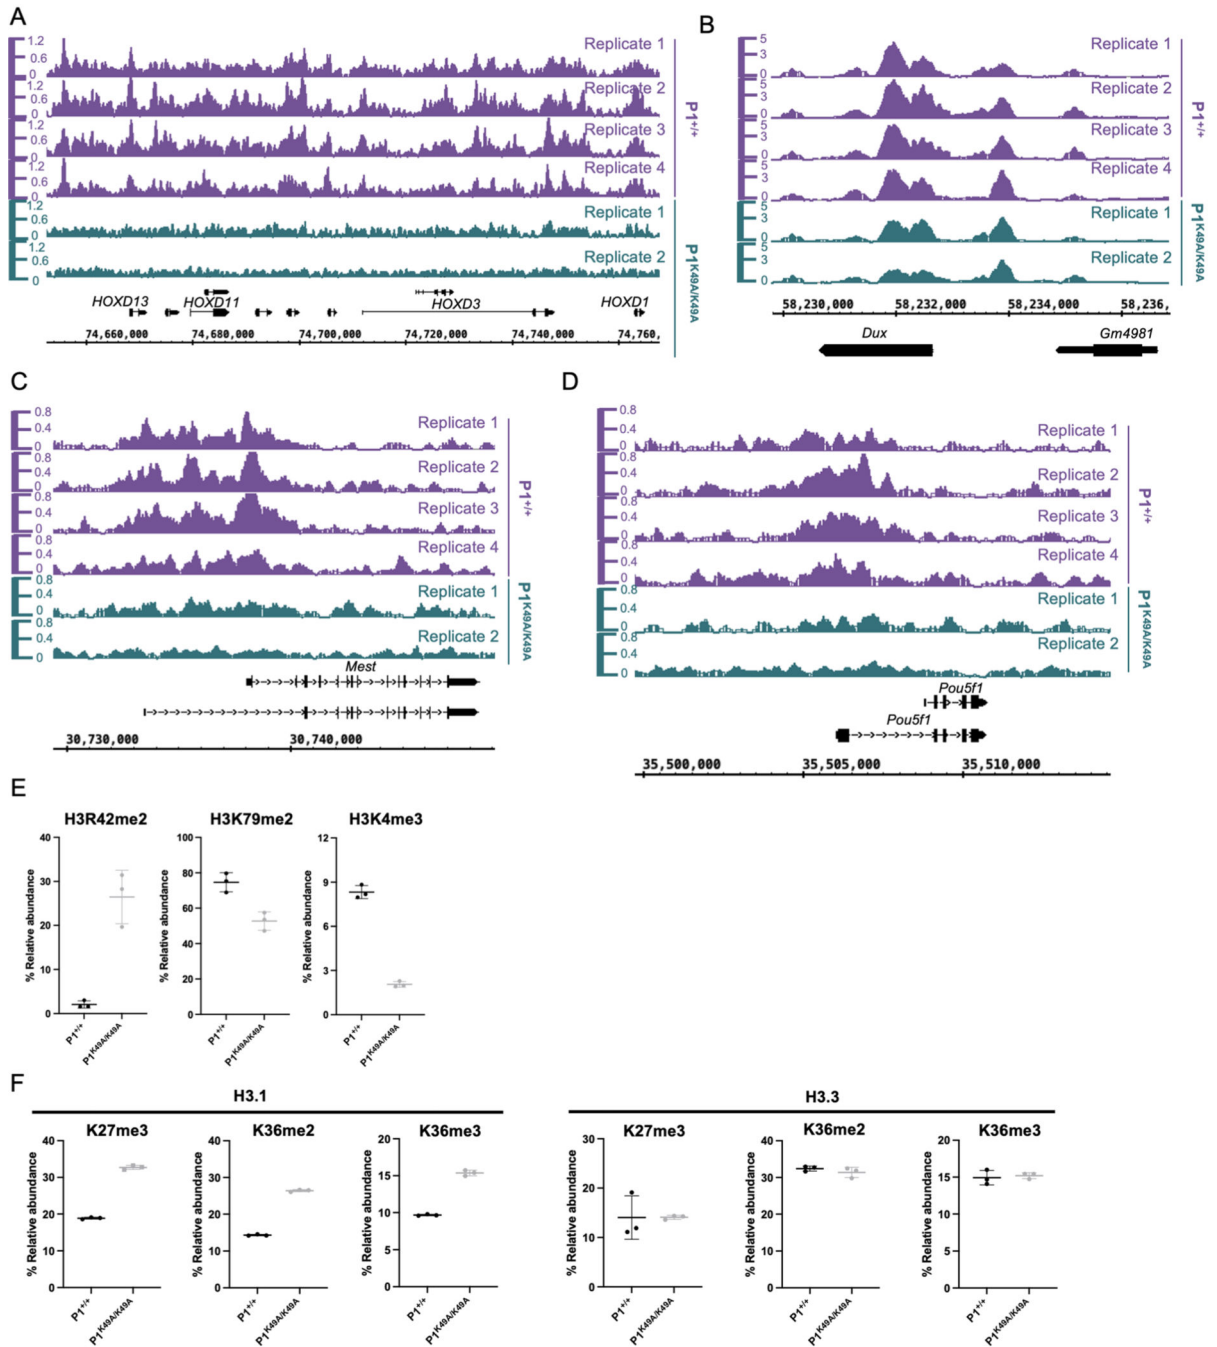 A
1.2
0.6
0
Replicate 1
1.2
0.6
0
Replicate 2
1.2
0.6
0
Replicate 3
1.2
0.6
0
Replicate 4
P1+/+
1.2
0.6
0
Replicate 1
1.2
0.6
0
Replicate 2
P1K49A/K49A
HOXD13 HOXD11 HOXD3 HOXD1
74,660,000 74,680,000 74,700,000 74,720,000 74,740,000 74,760,
B
5
3
0
Replicate 1
5
3
0
Replicate 2
5
3
0
Replicate 3
5
3
0
Replicate 4
P1+/+
5
3
0
Replicate 1
5
3
0
Replicate 2
P1K49A/K49A
58,230,000 58,232,000 58,234,000 58,236,
Dux Gm4981
C
0.8
0.4
0
Replicate 1
0.8
0.4
0
Replicate 2
0.8
0.4
0
Replicate 3
0.8
0.4
0
Replicate 4
P1+/+
0.8
0.4
0
Replicate 1
0.8
0.4
0
Replicate 2
P1K49A/K49A
Mest
30,730,000 30,740,000
D
0.8
0.4
0
Replicate 1
0.8
0.4
0
Replicate 2
0.8
0.4
0
Replicate 3
0.8
0.4
0
Replicate 4
P1+/+
0.8
0.4
0
Replicate 1
0.8
0.4
0
Replicate 2
P1K49A/K49A
Pou5f1
Pou5f1
35,500,000 35,505,000 35,510,000
E
H3R42me2
% Relative abundance
40
30
20
10
0
P1+/+
P1K49A/K49A
H3K79me2
% Relative abundance
100
80
60
40
20
0
P1+/+
P1K49A/K49A
H3K4me3
% Relative abundance
12
9
6
3
0
P1+/+
P1K49A/K49A
F
H3.1
K27me3
% Relative abundance
40
30
20
10
0
P1+/+
P1K49A/K49A
K36me2
% Relative abundance
40
30
20
10
0
P1+/+
P1K49A/K49A
K36me3
% Relative abundance
20
15
10
5
0
P1+/+
P1K49A/K49A
H3.3
K27me3
% Relative abundance
30
20
10
0
P1+/+
P1K49A/K49A
K36me2
% Relative abundance
40
30
20
10
0
P1+/+
P1K49A/K49A
K36me3
% Relative abundance
20
15
10
5
0
P1+/+
P1K49A/K49A